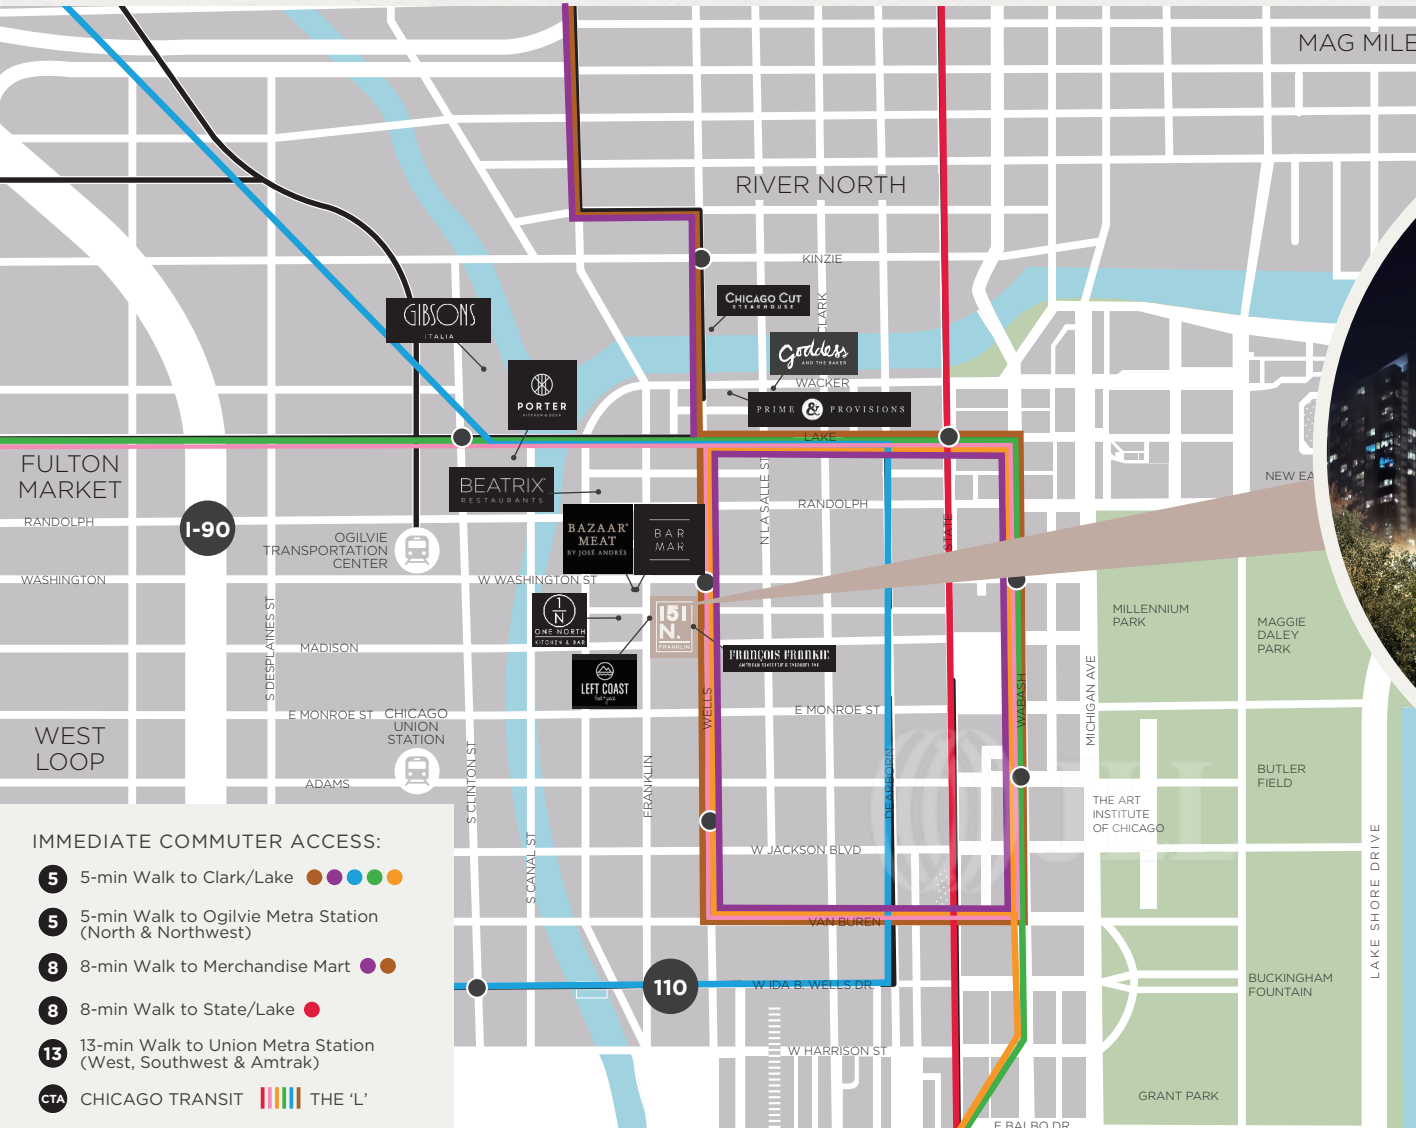 MAG MILE
RIVER NORTH
KINZIE
CHICAGO CUT
STEAKHOUSE
CLARK
GIBSONS
ITALIA
Goddess
AND THE BAKER
WACKER
PORTER
KITCHEN & DECK
PRIME & PROVISIONS
LAKE
FULTON
MARKET
BEATRIX
RESTAURANTS
NEW EA
N LA SALLE ST
RANDOLPH
RANDOLPH
I-90
BAZAAR
MEAT
BY JOSÉ ANDRÉS
BAR
MAR
STATE
OGILVIE
TRANSPORTATION
CENTER
WASHINGTON
W WASHINGTON ST
1
N
ONE NORTH
KITCHEN & BAR
151
N.
FRANKLIN
MILLENNIUM
PARK
MAGGIE
DALEY
PARK
S DESPLAINES ST
MADISON
FRANÇOIS FRANKIE
LEFT COAST
WELLS
WABASH
MICHIGAN AVE
E MONROE ST
CHICAGO
UNION
STATION
E MONROE ST
WEST
LOOP
ADAMS
S CLINTON ST
FRANKLIN
DEARBORN
JLL
BUTLER
FIELD
THE ART
INSTITUTE
OF CHICAGO
S CANAL ST
W JACKSON BLVD
LAKE SHORE DRIVE
VAN BUREN
110
W IDA B. WELLS DR.
BUCKINGHAM
FOUNTAIN
W HARRISON ST
GRANT PARK
E BALBO DR
IMMEDIATE COMMUTER ACCESS:
5 5-min Walk to Clark/Lake
5 5-min Walk to Ogilvie Metra Station
(North & Northwest)
8 8-min Walk to Merchandise Mart
8 8-min Walk to State/Lake
13 13-min Walk to Union Metra Station
(West, Southwest & Amtrak)
CTA CHICAGO TRANSIT THE ‘L’